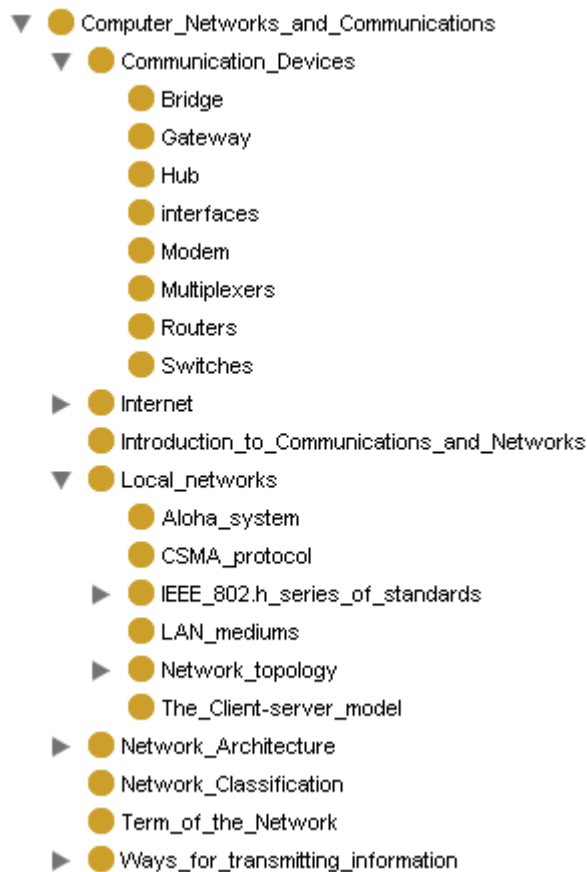 Computer_Networks_and_Communications
Communication_Devices
Bridge
Gateway
Hub
interfaces
Modem
Multiplexers
Routers
Switches
Internet
Introduction_to_Communications_and_Networks
Local_networks
Aloha_system
CSMA_protocol
IEEE_802.h_series_of_standards
LAN_mediums
Network_topology
The_Client-server_model
Network_Architecture
Network_Classification
Term_of_the_Network
Ways_for_transmitting_information